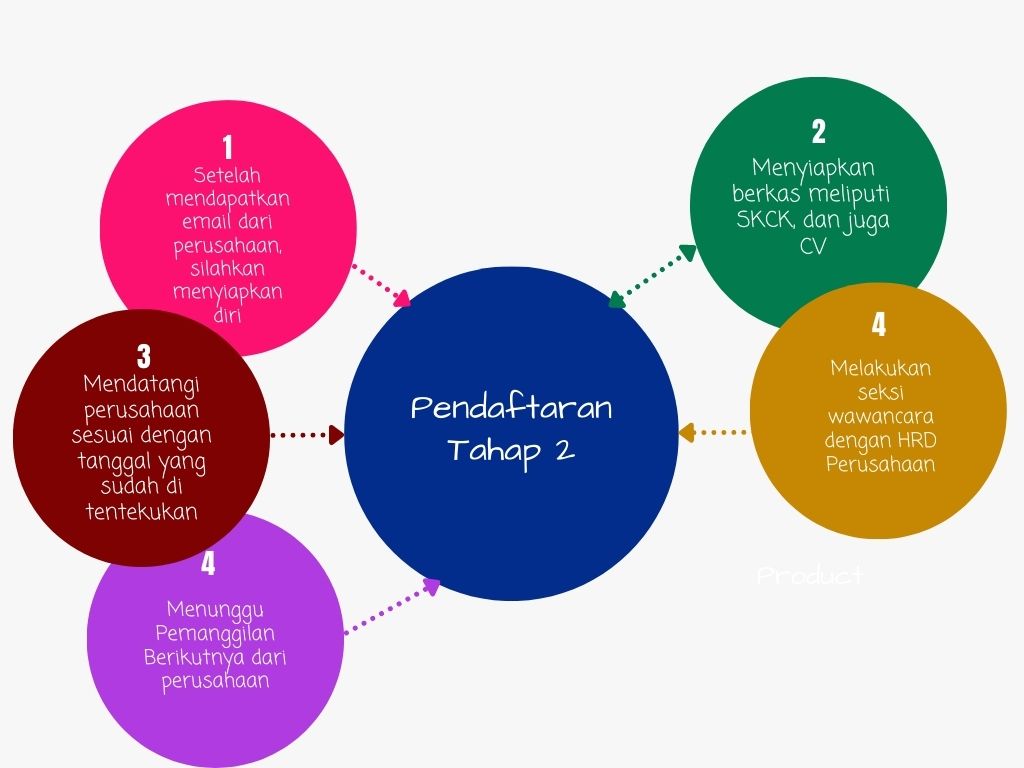 1
Setelah
mendapatkan
email dari
perusahaan,
silahkan
menyiapkan
diri
2
Menyiapkan
berkas meliputi
SKCK, dan juga
CV
3
Mendatangi
perusahaan
sesuai dengan
tanggal yang
sudah di
tentekukan
4
Melakukan
seksi
wawancara
dengan HRD
Perusahaan
Pendaftaran
Tahap 2
4
Menunggu
Pemanggilan
Berikutnya dari
perusahaan
Product